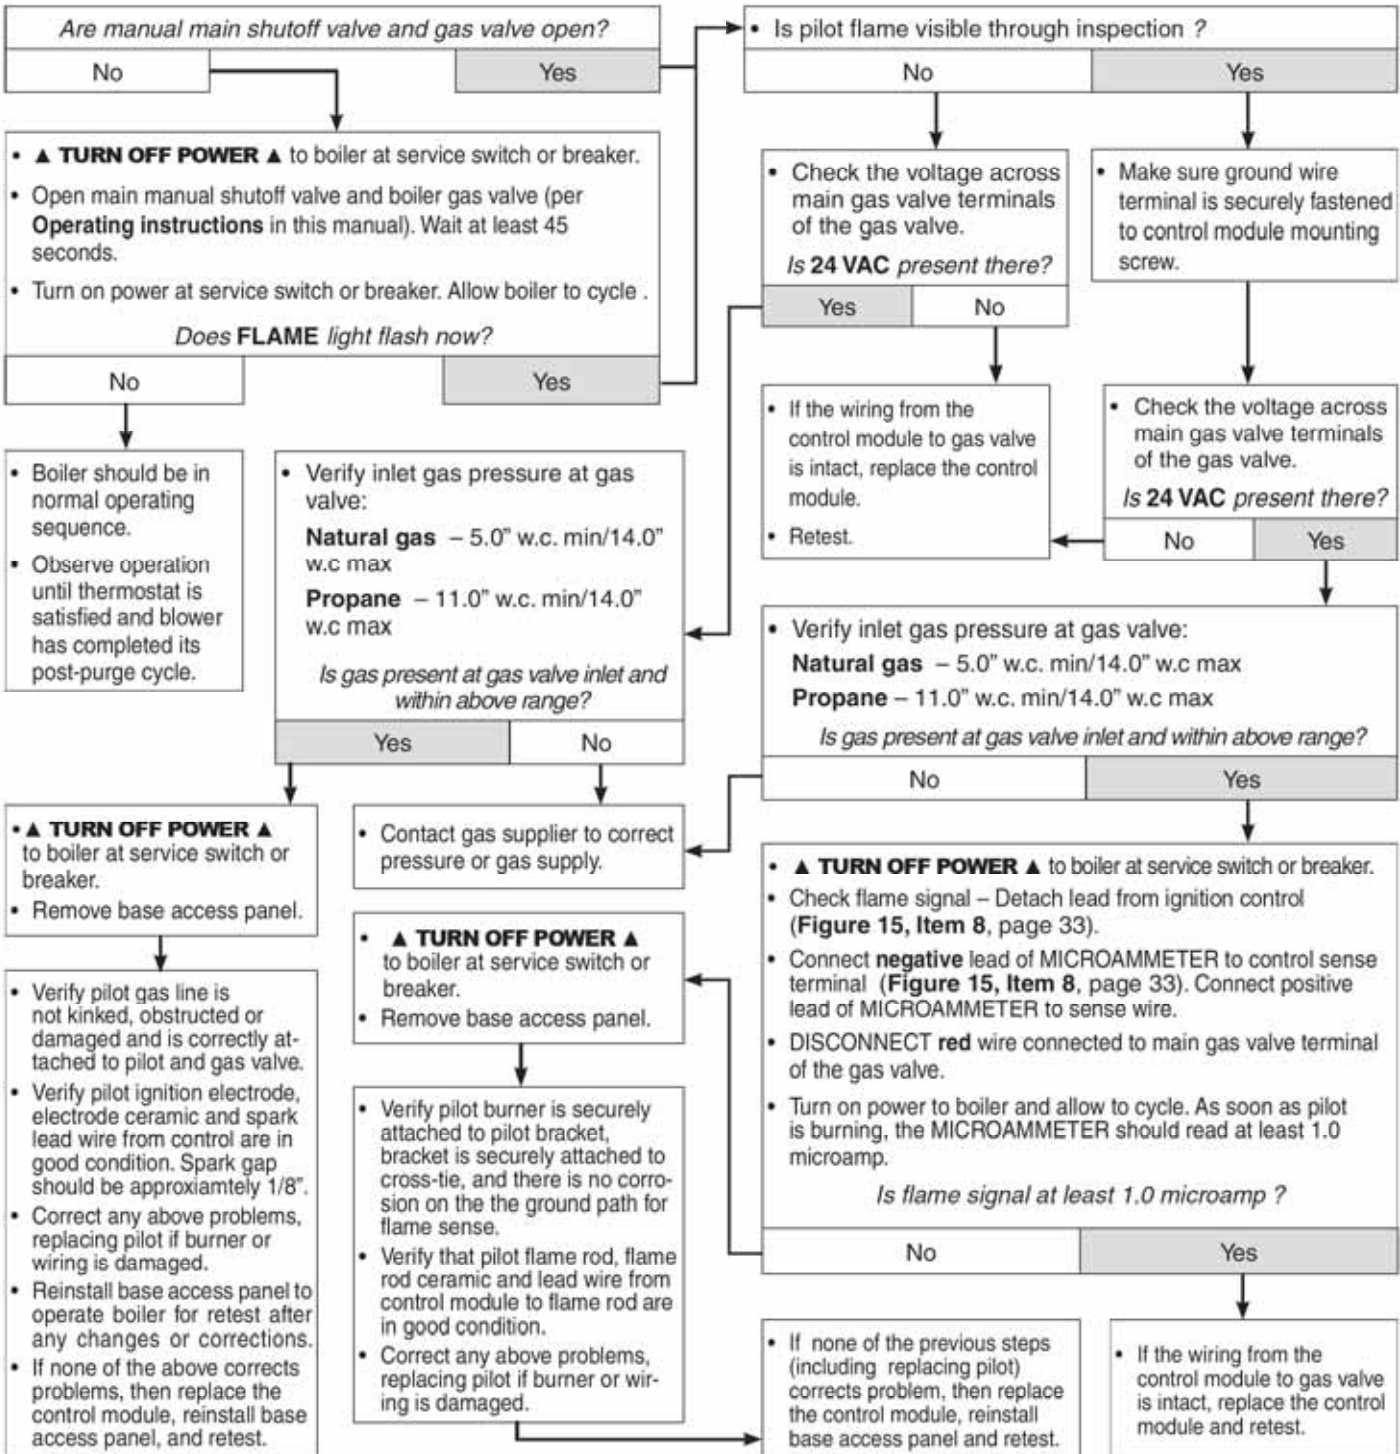 Are manual main shutoff valve and gas valve open?
No
Yes
▲ TURN OFF POWER ▲ to boiler at service switch or breaker.
• Open main manual shutoff valve and boiler gas valve (per
Operating instructions in this manual). Wait at least 45
seconds.
• Turn on power at service switch or breaker. Allow boiler to cycle .
Does FLAME light flash now?
No
Yes
• Boiler should be in
normal operating
sequence.
• Observe operation
until thermostat is
satisfied and blower
has completed its
post-purge cycle.
• Is pilot flame visible through inspection ?
No
Yes
• Check the voltage across
main gas valve terminals
of the gas valve.
Is 24 VAC present there?
Yes
No
• Make sure ground wire
terminal is securely fastened
to control module mounting
screw.
• If the wiring from the
control module to gas valve
is intact, replace the control
module.
• Retest.
• Check the voltage across
main gas valve terminals
of the gas valve.
Is 24 VAC present there?
No
Yes
• Verify inlet gas pressure at gas
valve:
Natural gas – 5.0" w.c. min/14.0"
w.c max
Propane – 11.0" w.c. min/14.0"
w.c max
Is gas present at gas valve inlet and
within above range?
Yes
No
• Verify inlet gas pressure at gas valve:
Natural gas – 5.0" w.c. min/14.0" w.c max
Propane – 11.0" w.c. min/14.0" w.c max
Is gas present at gas valve inlet and within above range?
No
Yes
• ▲ TURN OFF POWER ▲
to boiler at service switch or
breaker.
• Remove base access panel.
• Verify pilot gas line is
not kinked, obstructed or
damaged and is correctly at-
tached to pilot and gas valve.
• Verify pilot ignition electrode,
electrode ceramic and spark
lead wire from control are in
good condition. Spark gap
should be approxiamtely 1/8".
• Correct any above problems,
replacing pilot if burner or
wiring is damaged.
• Reinstall base access panel to
operate boiler for retest after
any changes or corrections.
• If none of the above corrects
problems, then replace the
control module, reinstall base
access panel, and retest.
• Contact gas supplier to correct
pressure or gas supply.
• ▲ TURN OFF POWER ▲
to boiler at service switch or
breaker.
• Remove base access panel.
• Verify pilot burner is securely
attached to pilot bracket,
bracket is securely attached to
cross-tie, and there is no corro-
sion on the the ground path for
flame sense.
• Verify that pilot flame rod, flame
rod ceramic and lead wire from
control module to flame rod are
in good condition.
• Correct any above problems,
replacing pilot if burner or wir-
ing is damaged.
• ▲ TURN OFF POWER ▲ to boiler at service switch or breaker.
• Check flame signal – Detach lead from ignition control
(Figure 15, Item 8, page 33).
• Connect negative lead of MICROAMMETER to control sense
terminal (Figure 15, Item 8, page 33). Connect positive
lead of MICROAMMETER to sense wire.
• DISCONNECT red wire connected to main gas valve terminal
of the gas valve.
• Turn on power to boiler and allow to cycle. As soon as pilot
is burning, the MICROAMMETER should read at least 1.0
microamp.
Is flame signal at least 1.0 microamp ?
No
Yes
• If none of the previous steps
(including replacing pilot)
corrects problem, then replace
the control module, reinstall
base access panel and retest.
• If the wiring from the
control module to gas valve
is intact, replace the control
module and retest.